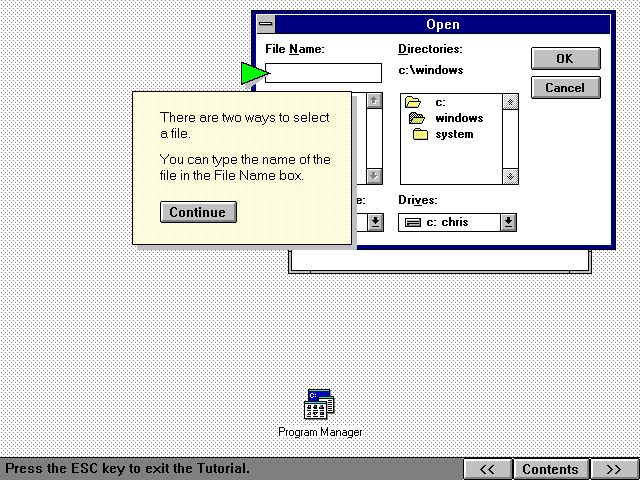 Open
File Name:
Directories:
c:\windows
OK
Cancel
c:
windows
system
There are two ways to select
a file.
You can type the name of the
file in the File Name box.
Continue
e:
Drives:
c: chris
C:
Program Manager
Press the ESC key to exit the Tutorial.
<<
Contents
>>